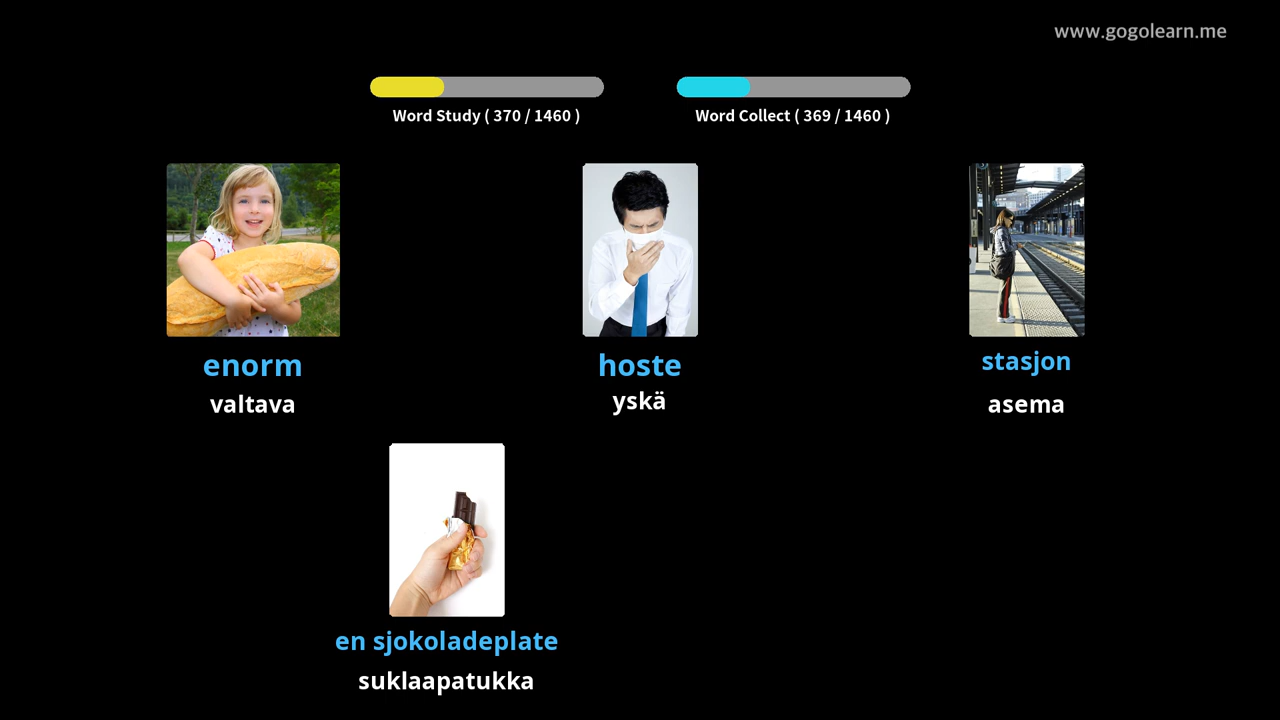 www.gogolearn.me
Word Study ( 370 / 1460 )
Word Collect ( 369 / 1460 )
enorm
valtava
hoste
yskä
stasjon
asema
en sjokoladeplate
suklaapatukka